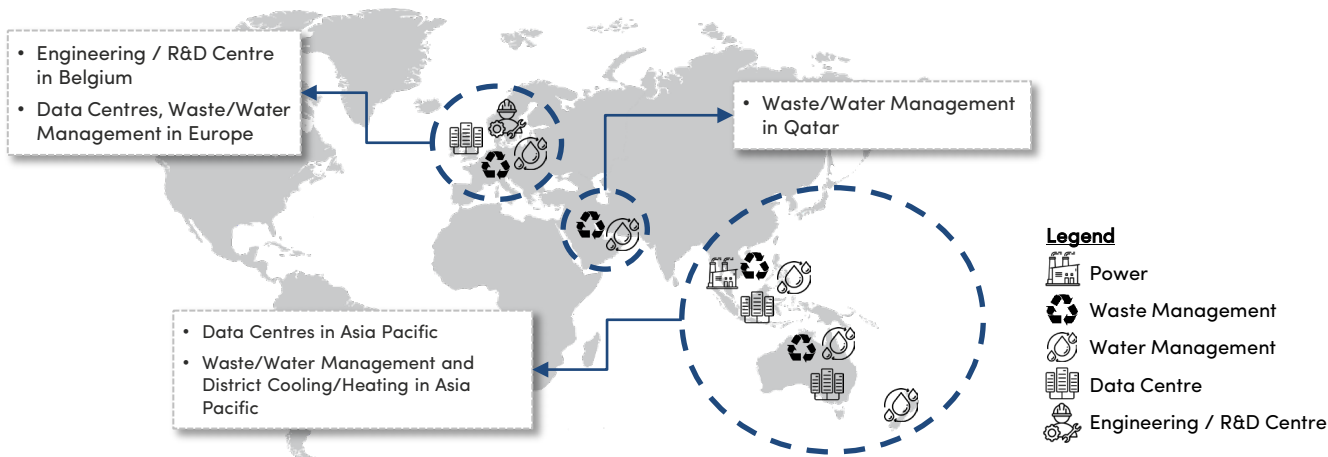 • Engineering / R&D Centre
in Belgium
• Data Centres, Waste/Water
Management in Europe
• Waste/Water Management
in Qatar
• Data Centres in Asia Pacific
• Waste/Water Management and
District Cooling/Heating in Asia
Pacific
Legend
Power
Waste Management
Water Management
Data Centre
Engineering / R&D Centre